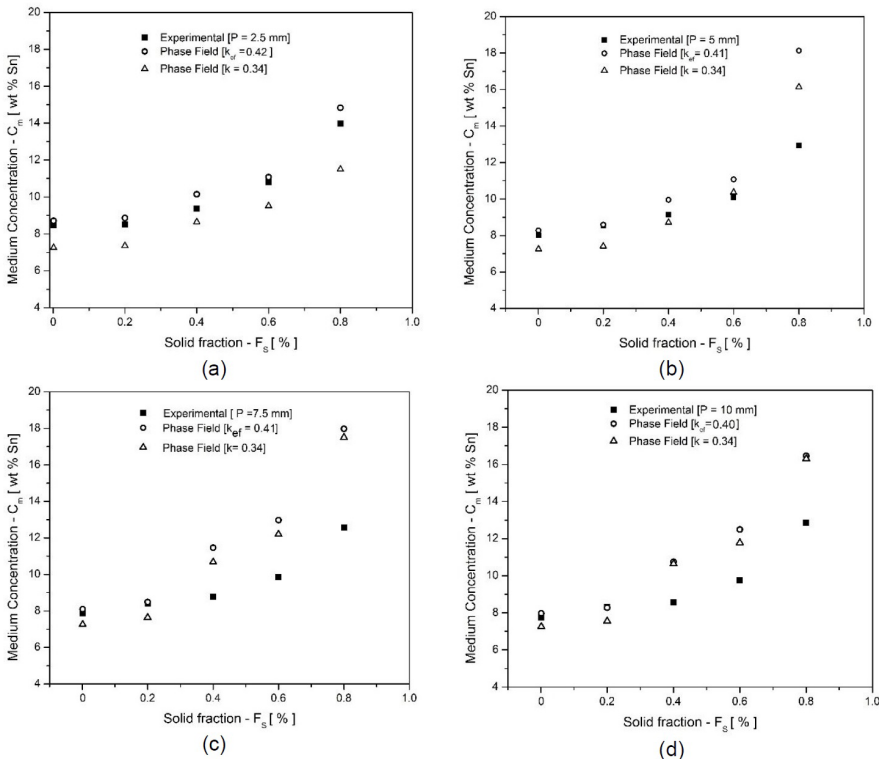 Experimental [P = 2.5 mm]
Phase Field [kef = 0.42]
Phase Field [k = 0.34]
Medium Concentration - Cm [ wt % Sn]
20
18
16
14
12
10
8
6
4
0
0.2
0.4
0.6
0.8
1.0
Solid fraction - FS [ % ]
(a)
Experimental [P = 5 mm]
Phase Field [kef = 0.41]
Phase Field [k = 0.34]
Medium Concentration - Cm [ wt % Sn]
20
18
16
14
12
10
8
6
4
0
0.2
0.4
0.6
0.8
1.0
Solid fraction - FS [ % ]
(b)
Experimental [ P =7.5 mm]
Phase Field [kef = 0.41]
Phase Field [k= 0.34]
Medium Concentration - Cm [ wt % Sn]
20
18
16
14
12
10
8
6
4
0
0.2
0.4
0.6
0.8
1.0
Solid fraction - FS [ % ]
(c)
Experimental [P = 10 mm]
Phase Field [kef =0.40]
Phase Field [k = 0.34]
Medium Concentration - Cm [ wt % Sn]
20
18
16
14
12
10
8
6
4
0
0.2
0.4
0.6
0.8
1.0
Solid fraction - FS [ % ]
(d)